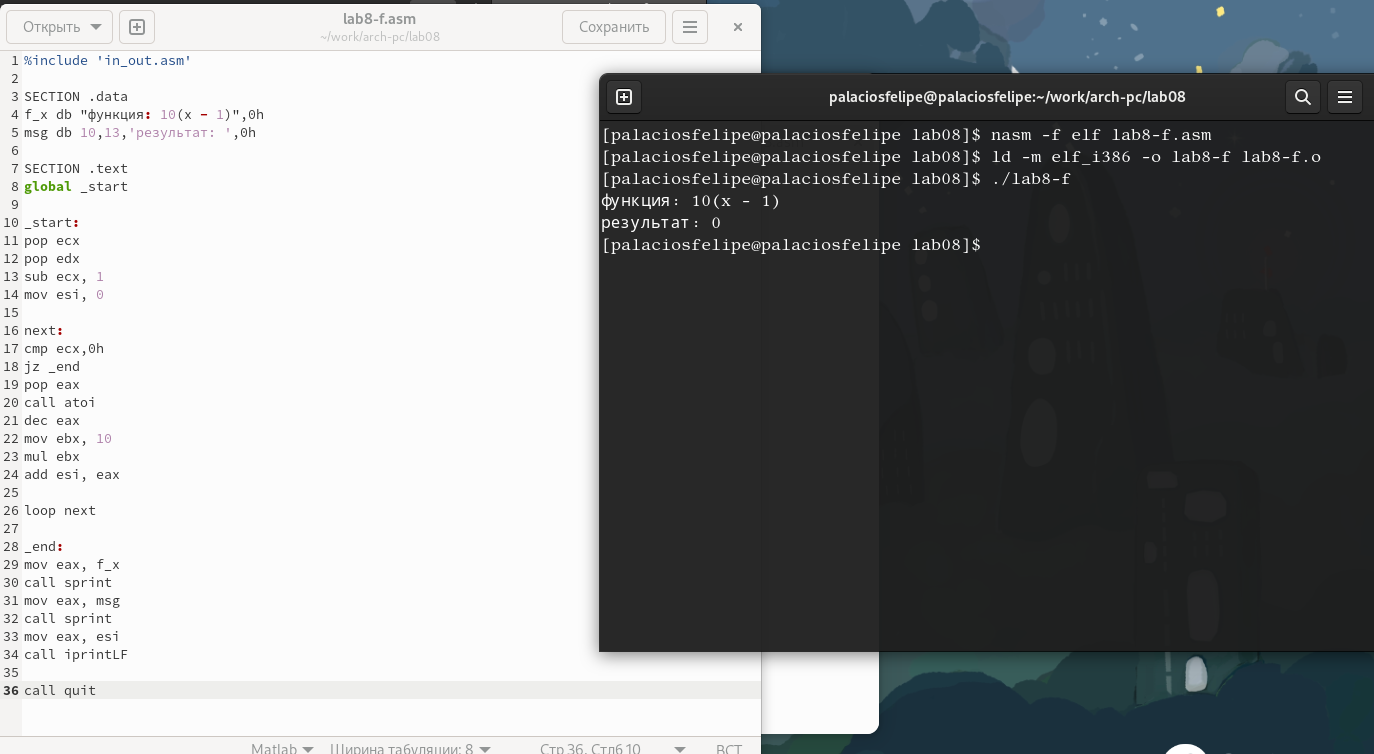 Открыть
lab8-f.asm
~/work/arch-pc/lab08
Сохранить
1 %include 'in_out.asm'
2
3 SECTION .data
4 f_x db "функция: 10(x - 1)",0h
5 msg db 10,13,'результат: ',0h
6
7 SECTION .text
8 global _start
9
10 _start:
11 pop ecx
12 pop edx
13 sub ecx, 1
14 mov esi, 0
15
16 next:
17 cmp ecx,0h
18 jz _end
19 pop eax
20 call atoi
21 dec eax
22 mov ebx, 10
23 mul ebx
24 add esi, eax
25
26 loop next
27
28 _end:
29 mov eax, f_x
30 call sprint
31 mov eax, msg
32 call sprint
33 mov eax, esi
34 call iprintLF
35
36 call quit
Matlab Ширина табуляции: 8 Стр 36, Стлб 10 ВСТ
palaciosfelipe@palaciosfelipe:~/work/arch-pc/lab08
[palaciosfelipe@palaciosfelipe lab08]$ nasm -f elf lab8-f.asm
[palaciosfelipe@palaciosfelipe lab08]$ ld -m elf_i386 -o lab8-f lab8-f.o
[palaciosfelipe@palaciosfelipe lab08]$ ./lab8-f
функция: 10(x - 1)
результат: 0
[palaciosfelipe@palaciosfelipe lab08]$